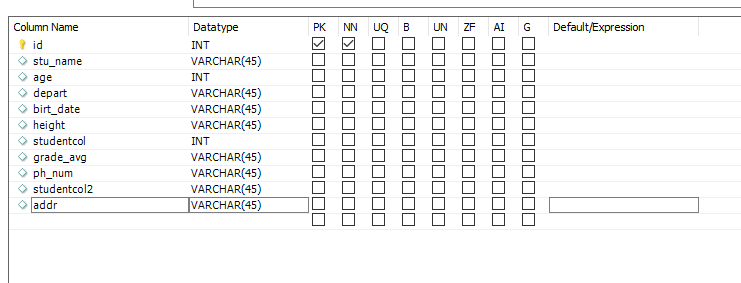 Column Name Datatype PK NN UQ B UN ZF AI G Default/Expression
id INT
stu_name VARCHAR(45)
age INT
depart VARCHAR(45)
birt_date VARCHAR(45)
height VARCHAR(45)
studentcol INT
grade_avg VARCHAR(45)
ph_num VARCHAR(45)
studentcol2 VARCHAR(45)
addr VARCHAR(45)